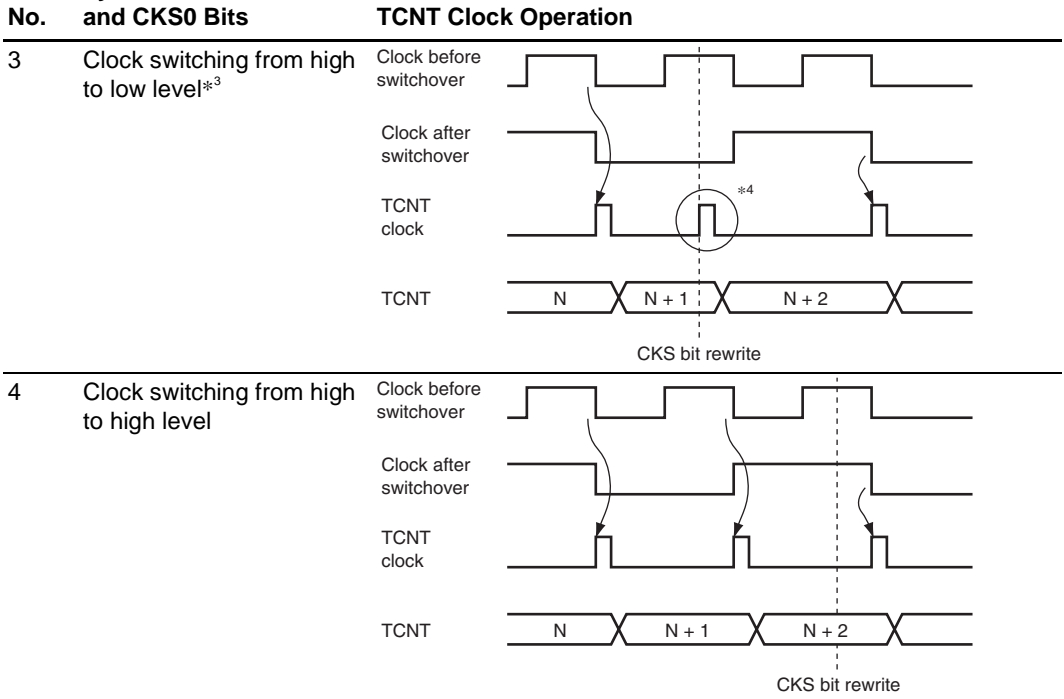 No. and CKS0 Bits TCNT Clock Operation
3 Clock switching from high
to low level*3
Clock before
switchover
Clock after
switchover
TCNT
clock
*4
TCNT N N + 1 N + 2
CKS bit rewrite
4 Clock switching from high
to high level
Clock before
switchover
Clock after
switchover
TCNT
clock
TCNT N N + 1 N + 2
CKS bit rewrite